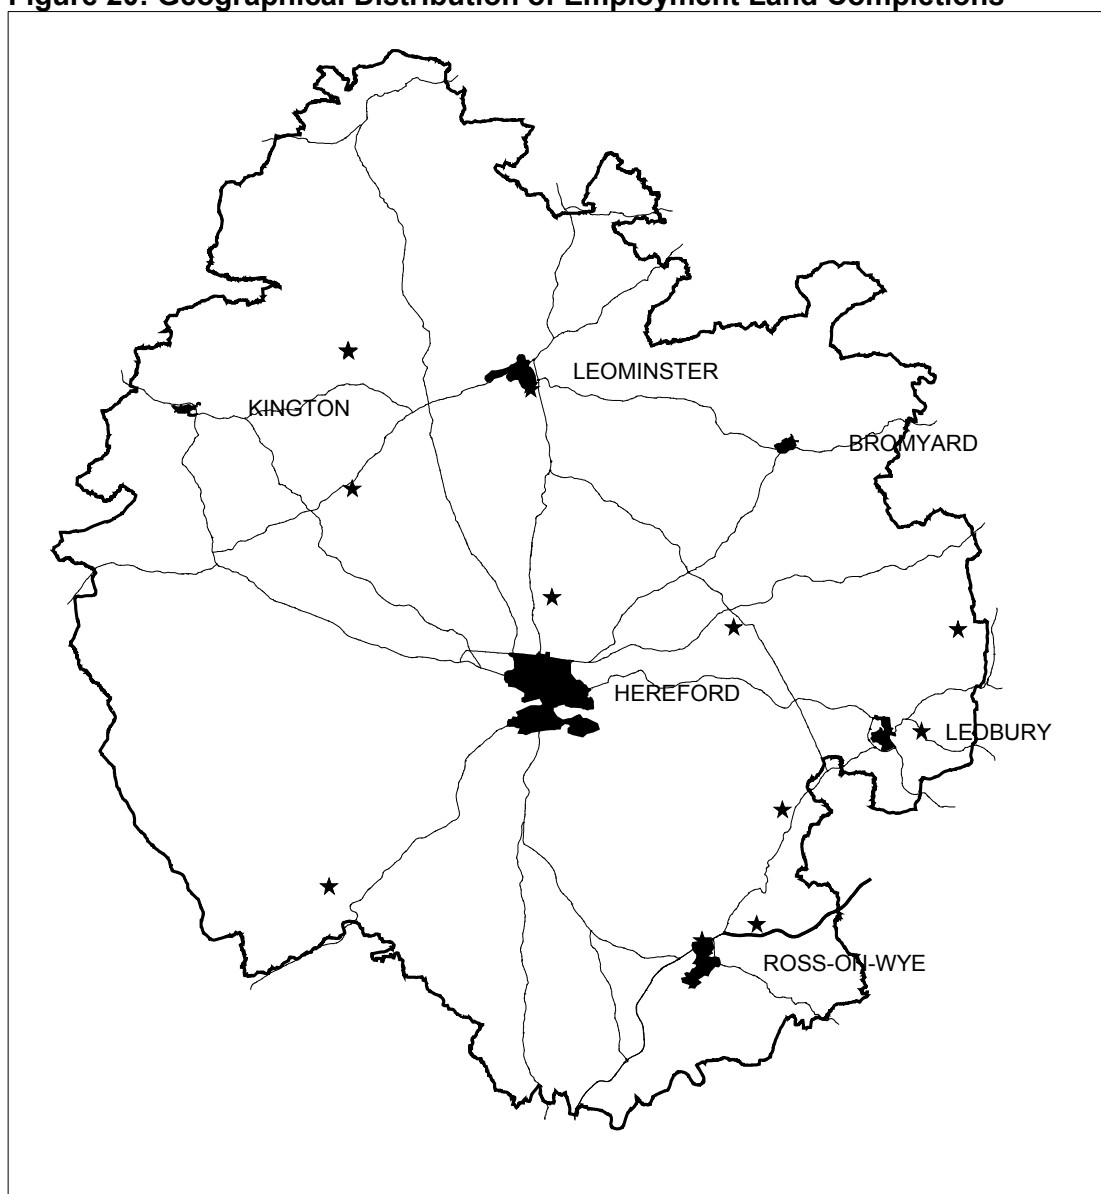 Figure 20: Geographical Distribution of Employment Land Completions
LEOMINSTER
KINGTON
BROMYARD
HEREFORD
LEDBURY
ROSS-ON-WYE